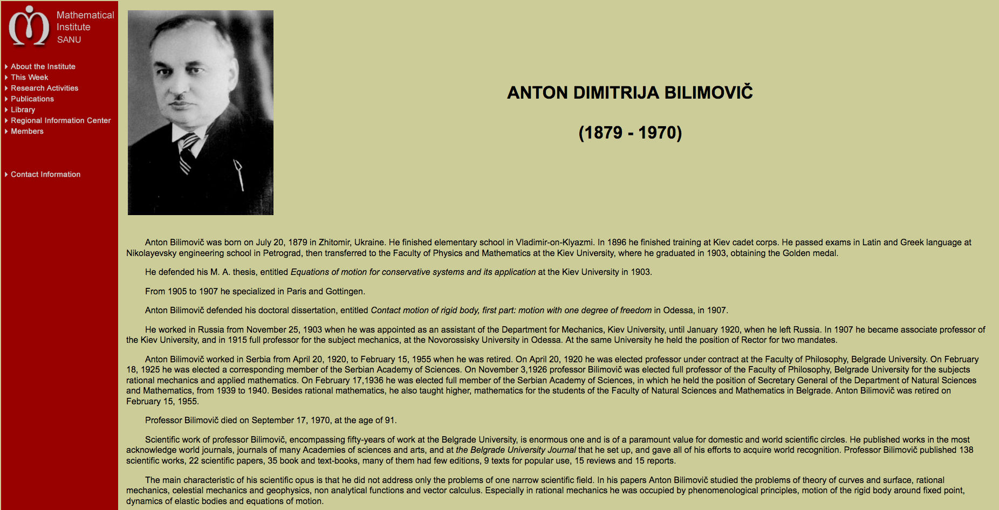 Mathematical
Institute
SANU
About the Institute
This Week
Research Activities
Publications
Library
Regional Information Center
Members
Contact Information
ANTON DIMITRIJA BILIMOVIČ
(1879 - 1970)
Anton Bilimovič was born on July 20, 1879 in Zhitomir, Ukraine. He finished elementary school in Vladimir-on-Klyazmi. In 1896 he finished training at Kiev cadet corps. He passed exams in Latin and Greek language at
Nikolayevsky engineering school in Petrograd, then transferred to the Faculty of Physics and Mathematics at the Kiev University, where he graduated in 1903, obtaining the Golden medal.
He defended his M. A. thesis, entitled Equations of motion for conservative systems and its application at the Kiev University in 1903.
From 1905 to 1907 he specialized in Paris and Gottingen.
Anton Bilimovič defended his doctoral dissertation, entitled Contact motion of rigid body, first part: motion with one degree of freedom in Odessa, in 1907.
He worked in Russia from November 25, 1903 when he was appointed as an assistant of the Department for Mechanics, Kiev University, until January 1920, when he left Russia. In 1907 he became associate professor of
the Kiev University, and in 1915 full professor for the subject mechanics, at the Novorossisky University in Odessa. At the same University he held the position of Rector for two mandates.
Anton Bilimovič worked in Serbia from April 20, 1920, to February 15, 1955 when he was retired. On April 20, 1920 he was elected professor under contract at the Faculty of Philosophy, Belgrade University. On February
18, 1925 he was elected a corresponding member of the Serbian Academy of Sciences. On November 3,1926 professor Bilimovič was elected full professor of the Faculty of Philosophy, Belgrade University for the subjects
rational mechanics and applied mathematics. On February 17,1936 he was elected full member of the Serbian Academy of Sciences, in which he held the position of Secretary General of the Department of Natural Sciences
and Mathematics, from 1939 to 1940. Besides rational mathematics, he also taught higher, mathematics for the students of the Faculty of Natural Sciences and Mathematics in Belgrade. Anton Bilimovič was retired on
February 15, 1955.
Professor Bilimovič died on September 17, 1970, at the age of 91.
Scientific work of professor Bilimovič, encompassing fifty-years of work at the Belgrade University, is enormous one and is of a paramount value for domestic and world scientific circles. He published works in the most
acknowledge world journals, journals of many Academies of sciences and arts, and at the Belgrade University Journal that he set up, and gave all of his efforts to acquire world recognition. Professor Bilimovič published 138
scientific works, 22 scientific papers, 35 book and text-books, many of them had few editions, 9 texts for popular use, 15 reviews and 15 reports.
The main characteristic of his scientific opus is that he did not address only the problems of one narrow scientific field. In his papers Anton Bilimovič studied the problems of theory of curves and surface, rational
mechanics, celestial mechanics and geophysics, non analytical functions and vector calculus. Especially in rational mechanics he was occupied by phenomenological principles, motion of the rigid body around fixed point,
dynamics of elastic bodies and equations of motion.